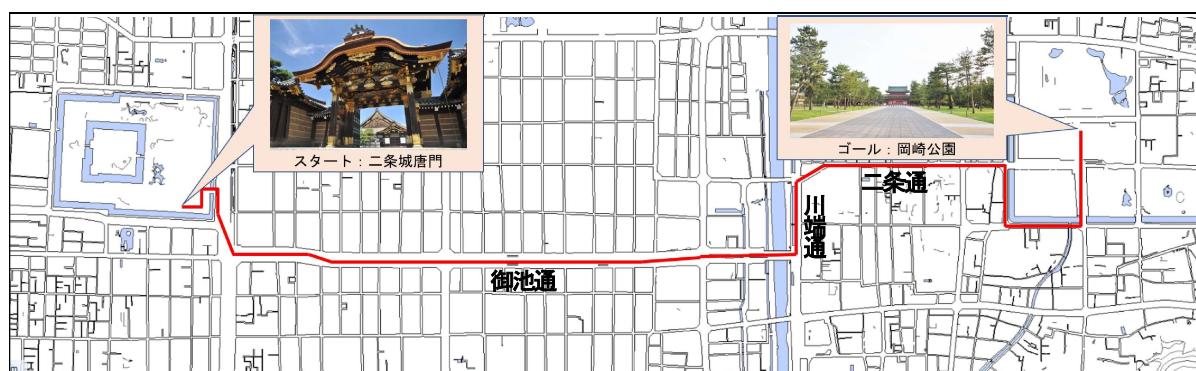 スタート：二条城唐門
ゴール：岡崎公園
二条通
川端通
御池通